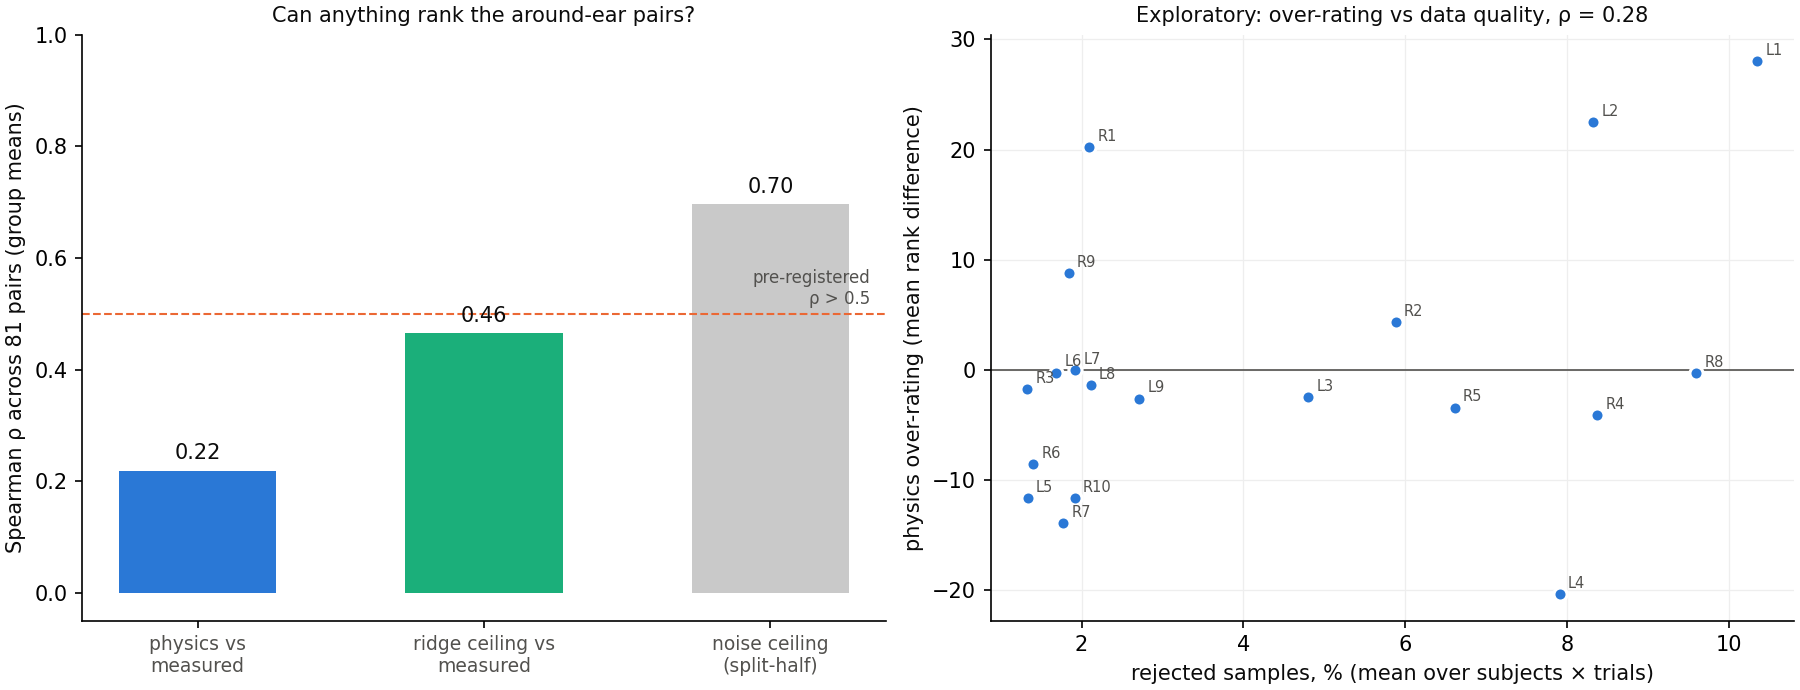 Can anything rank the around-ear pairs?
Spearman ρ across 81 pairs (group means)
1.0
0.8
0.6
0.4
0.2
0.0
0.22
0.46
0.70
pre-registered
ρ > 0.5
physics vs
measured
ridge ceiling vs
measured
noise ceiling
(split-half)
Exploratory: over-rating vs data quality, ρ = 0.28
physics over-rating (mean rank difference)
30
20
10
0
−10
−20
L1
L2
R1
R9
R2
L6
L7
R8
R3
L8
L9
L3
R5
R4
R6
L5
R10
R7
L4
2
4
6
8
10
rejected samples, % (mean over subjects × trials)